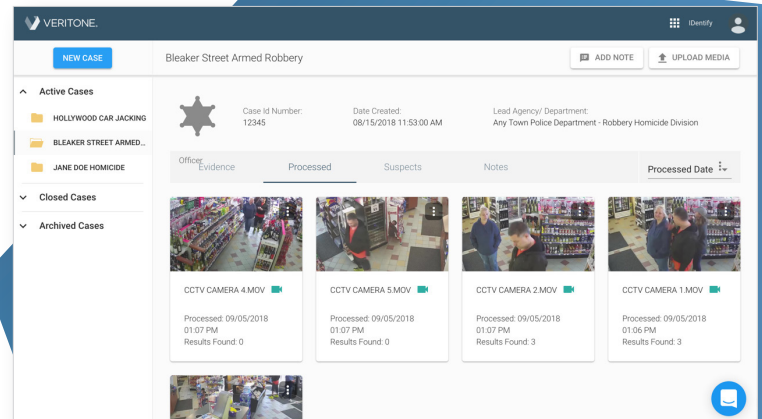 VERITONE.
IDentify
NEW CASE
Bleaker Street Armed Robbery
ADD NOTE
UPLOAD MEDIA
Active Cases
HOLLYWOOD CAR JACKING
BLEAKER STREET ARMED...
JANE DOE HOMICIDE
Closed Cases
Archived Cases
Case Id Number:
12345
Date Created:
08/15/2018 11:53:00 AM
Lead Agency/ Department:
Any Town Police Department - Robbery Homicide Division
Officer
Evidence
Processed
Suspects
Notes
Processed Date
CCTV CAMERA 4.MOV
Processed: 09/05/2018
01:07 PM
Results Found: 0
CCTV CAMERA 5.MOV
Processed: 09/05/2018
01:07 PM
Results Found: 0
CCTV CAMERA 2.MOV
Processed: 09/05/2018
01:07 PM
Results Found: 3
CCTV CAMERA 1.MOV
Processed: 09/05/2018
01:06 PM
Results Found: 3